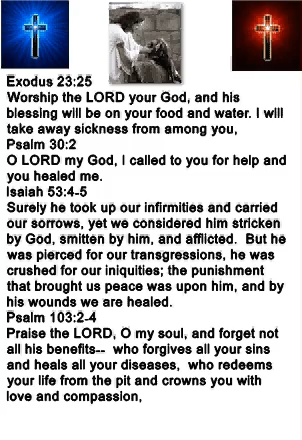 Exodus 23:25
Worship the LORD your God, and his
blessing will be on your food and water. I will
take away sickness from among you,
Psalm 30:2
O LORD my God, I called to you for help and
you healed me.
Isaiah 53:4-5
Surely he took up our infirmities and carried
our sorrows, yet we considered him stricken
by God, smitten by him, and afflicted.  But he
was pierced for our transgressions, he was
crushed for our iniquities; the punishment
that brought us peace was upon him, and by
his wounds we are healed.
Psalm 103:2-4
Praise the LORD, O my soul, and forget not
all his benefits--  who forgives all your sins
and heals all your diseases,  who redeems
your life from the pit and crowns you with
love and compassion,